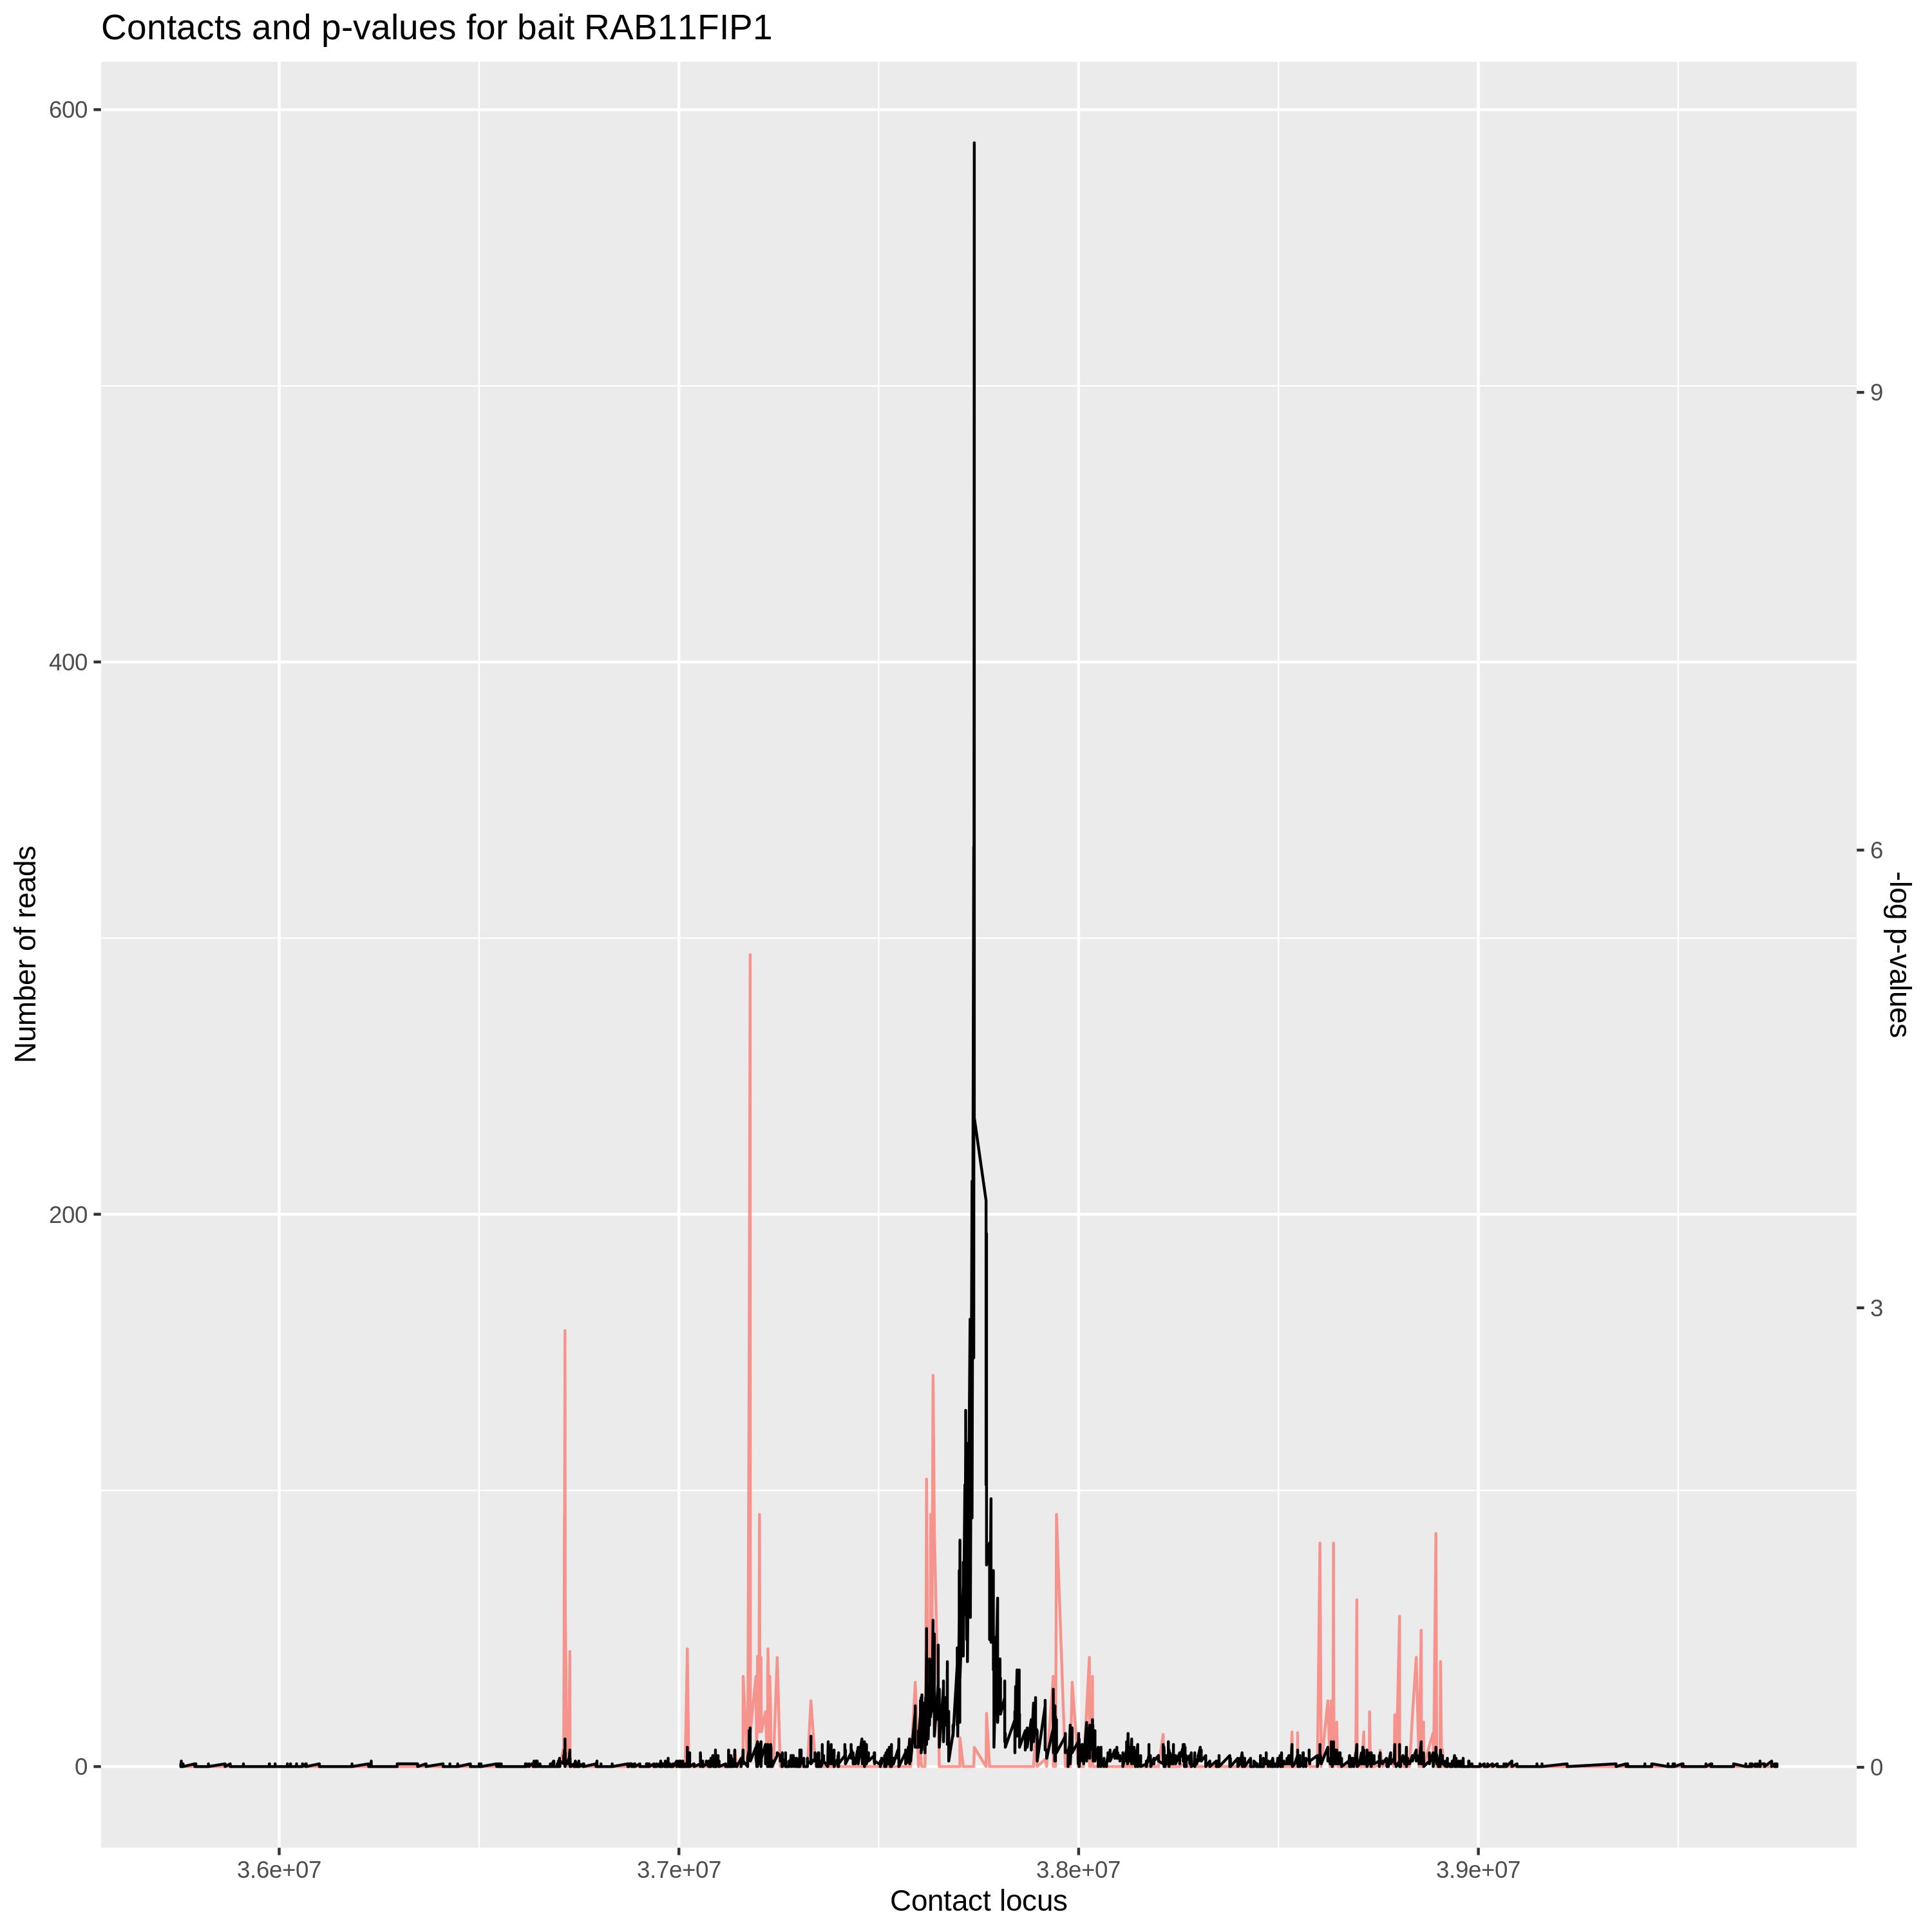 Contacts and p-values for bait RAB11FIP1
600
400
200
0
Number of reads
9
6
3
0
-log p-values
3.6e+07 3.7e+07 3.8e+07 3.9e+07
Contact locus